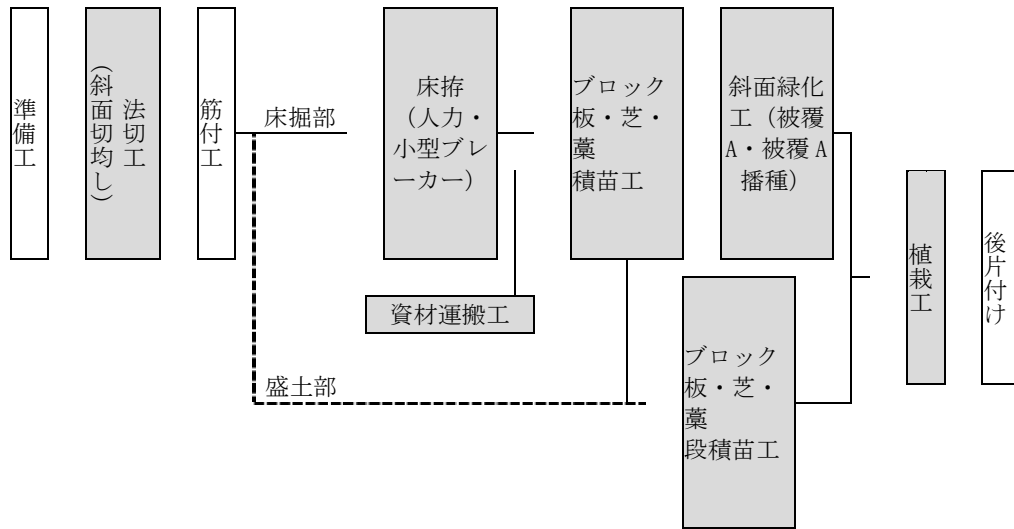 準備工
法切工
(斜面切均し)
筋付工
床掘部
床拵
(人力・
小型ブレ
ーカー)
資材運搬工
盛土部
ブロック
板・芝・
藁
積苗工
斜面緑化
工(被覆
A・被覆 A
播種)
ブロック
板・芝・
藁
段積苗工
植栽工
後片付け